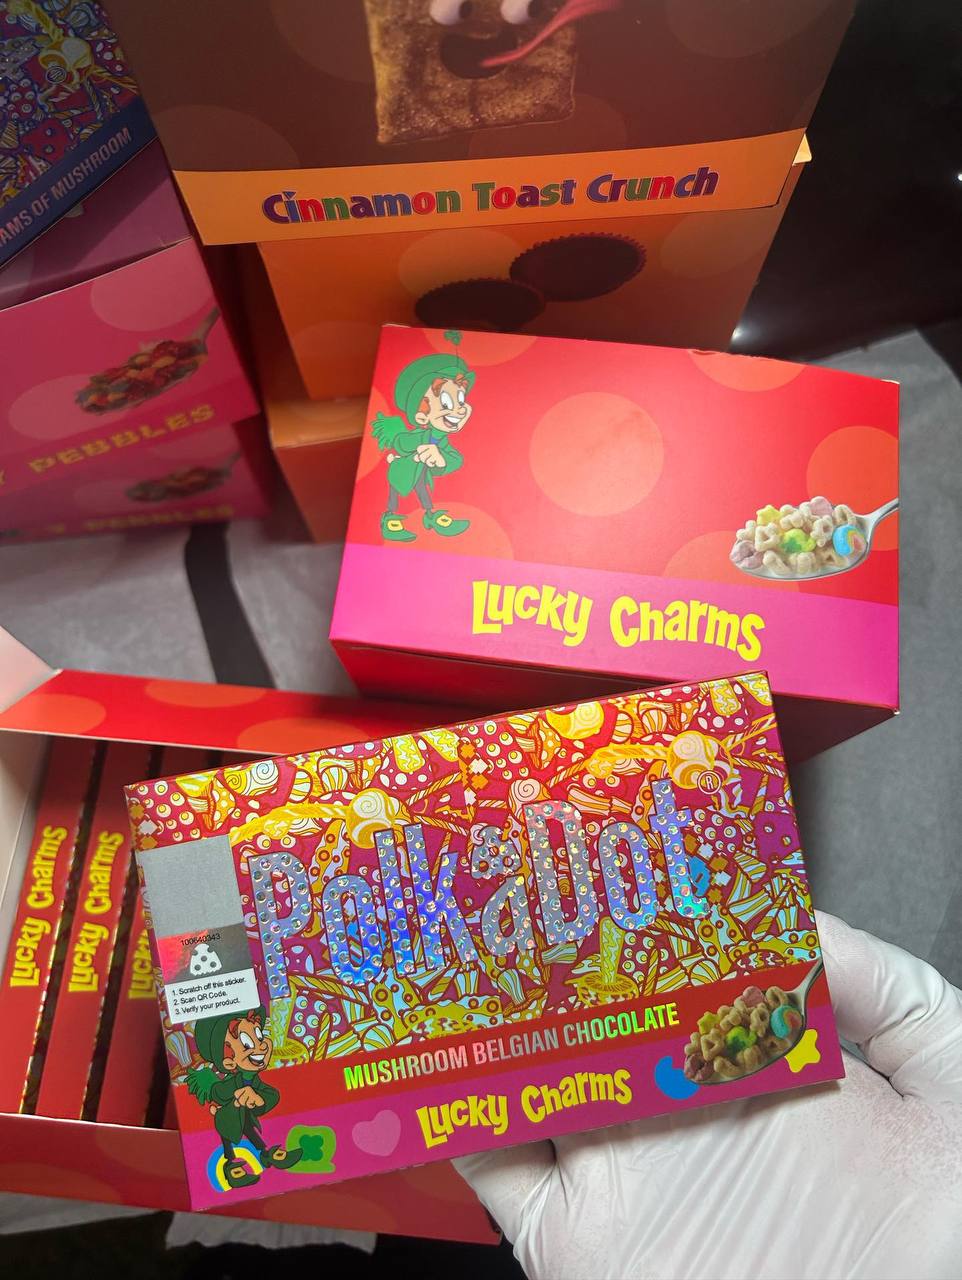 AMS OF MUSHROOM
Cinnamon Toast Crunch
PEBBLES
Y PEBBLES
Lucky Charms
PolkaDot
®
100640343
1. Scratch off this sticker.
2. Scan QR Code.
3. Verify your product.
MUSHROOM BELGIAN CHOCOLATE
Lucky Charms
Lucky Charms
Lucky Charms
Lucky